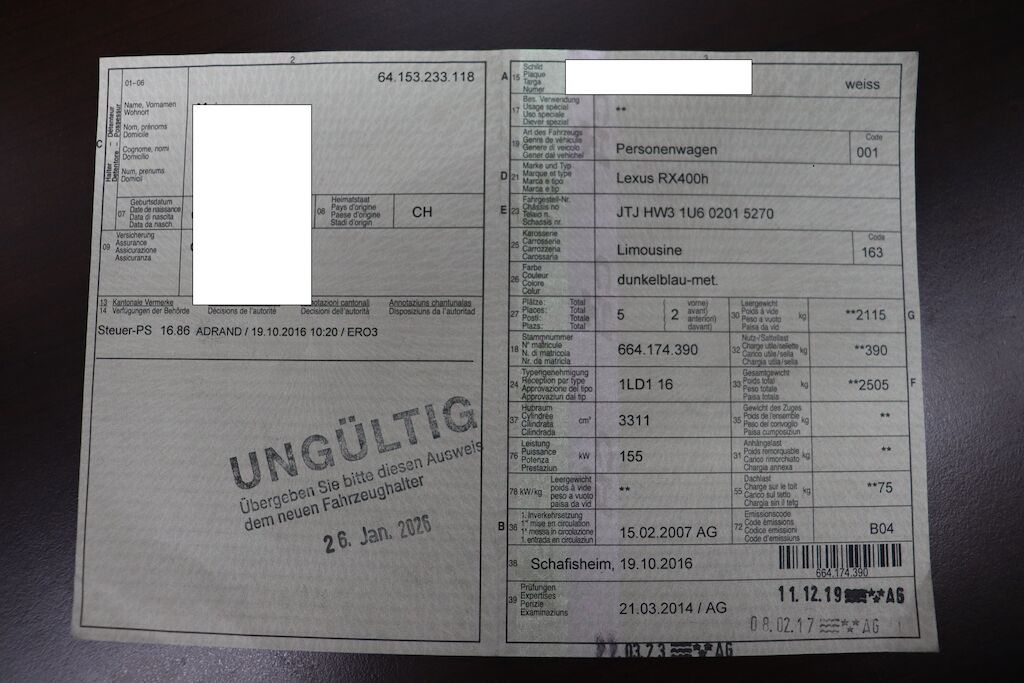 2
01–06
64.153.233.118
C
Halter
Détenteur
Detentore
Possessur
Name, Vornamen
Wohnort
Nom, prénoms
Domicile
Cognome, nomi
Domicilio
Num, prenums
Domicil
07
Geburtsdatum
Date de naissance
Data di nascita
Data da nasch.
08
Heimatstaat
Pays d'origine
Paese d'origine
Stadi d'origin
CH
09
Versicherung
Assurance
Assicurazione
Assicuranza
13 Kantonale Vermerke
14 Verfügungen der Behörde
Décisions de l'autorité
Annotazioni cantonali
Decisioni dell'autorità
Annotaziuns chantunalas
Disposiziuns da l'autoritad
Steuer-PS 16.86 ADRAND / 19.10.2016 10:20 / ERO3
UNGÜLTIG
Übergeben Sie bitte diesen Ausweis
dem neuen Fahrzeughalter
26. Jan. 2026
A 15
Schild
Plaque
Targa
Numer
weiss
17
Bes. Verwendung
Usage spécial
Uso speciale
Diever spezial
**
19
Art des Fahrzeugs
Genre de véhicule
Genere di veicolo
Gener dal vehichel
Personenwagen
Code
001
D 21
Marke und Typ
Marque et type
Marca e tipo
Marca e tip
Lexus RX400h
E 23
Fahrgestell-Nr.
Châssis no
Telaio n.
Schassis nr.
JTJ HW3 1U6 0201 5270
25
Karosserie
Carrosserie
Carrozzeria
Carossaria
Limousine
Code
163
26
Farbe
Couleur
Colore
Colur
dunkelblau-met.
27
Plätze: Total
Places: Total
Posti: Totale
Plazs: Total
5
( 2
vorne)
avant)
anteriori)
davant)
30
Leergewicht
Poids à vide
Peso a vuoto
Paisa da vid
kg
**2115
G
18
Stammnummer
N° matricule
N. di matricola
Nr. da matricla
664.174.390
32
Nutz-/Sattellast
Charge utile/sellette
Carico utile/sella
Chargia utila/sella
kg
**390
24
Typengenehmigung
Réception par type
Approvazione del tipo
Approvaziun dal tip
1LD1 16
33
Gesamtgewicht
Poids total
Peso totale
Paisa totala
kg
**2505
F
37
Hubraum
Cylindrée
Cilindrata
Cilindrada
cm³
3311
35
Gewicht des Zuges
Poids de l'ensemble
Peso del convoglio
Paisa cumposiziun
kg
**
76
Leistung
Puissance
Potenza
Prestaziun
kW
155
31
Anhängelast
Poids remorquable
Carico rimorchiato
Chargia annexa
kg
**
78 kW/kg
Leergewicht
poids à vide
peso a vuoto
paisa da vid
**
55
Dachlast
Charge sur le toit
Carico sul tetto
Chargia sin il tetg
kg
**75
B 36
1. Inverkehrsetzung
1re mise en circulation
1a messa in circolazione
1. entrada en circulaziun
15.02.2007 AG
72
Emissionscode
Code émissions
Codice emissioni
Code d'emissiuns
B04
38
Schafisheim, 19.10.2016
664.174.390
39
Prüfungen
Expertises
Perizie
Examinaziuns
21.03.2014 / AG
11.12.19 AG
08.02.17 AG
22.03.23 AG